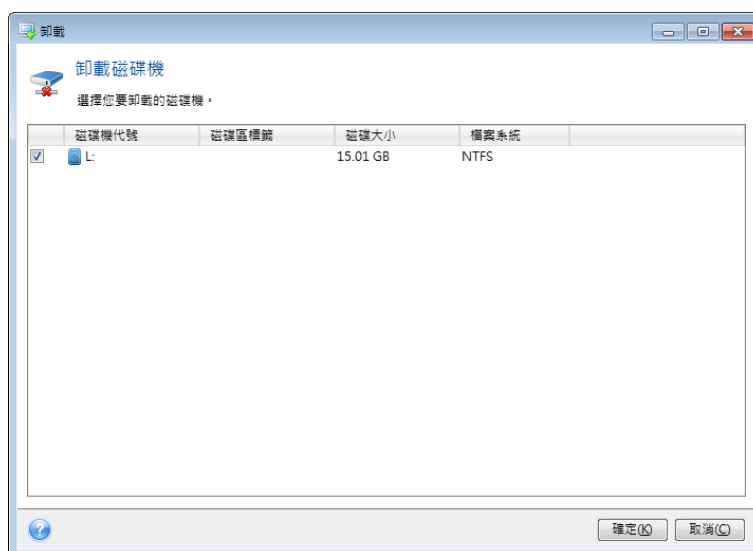 卸載
卸載磁碟機
選擇您要卸載的磁碟機。
磁碟機代號 磁碟區標籤 磁碟大小 檔案系統
L: 15.01 GB NTFS
確定(K) 取消(C)